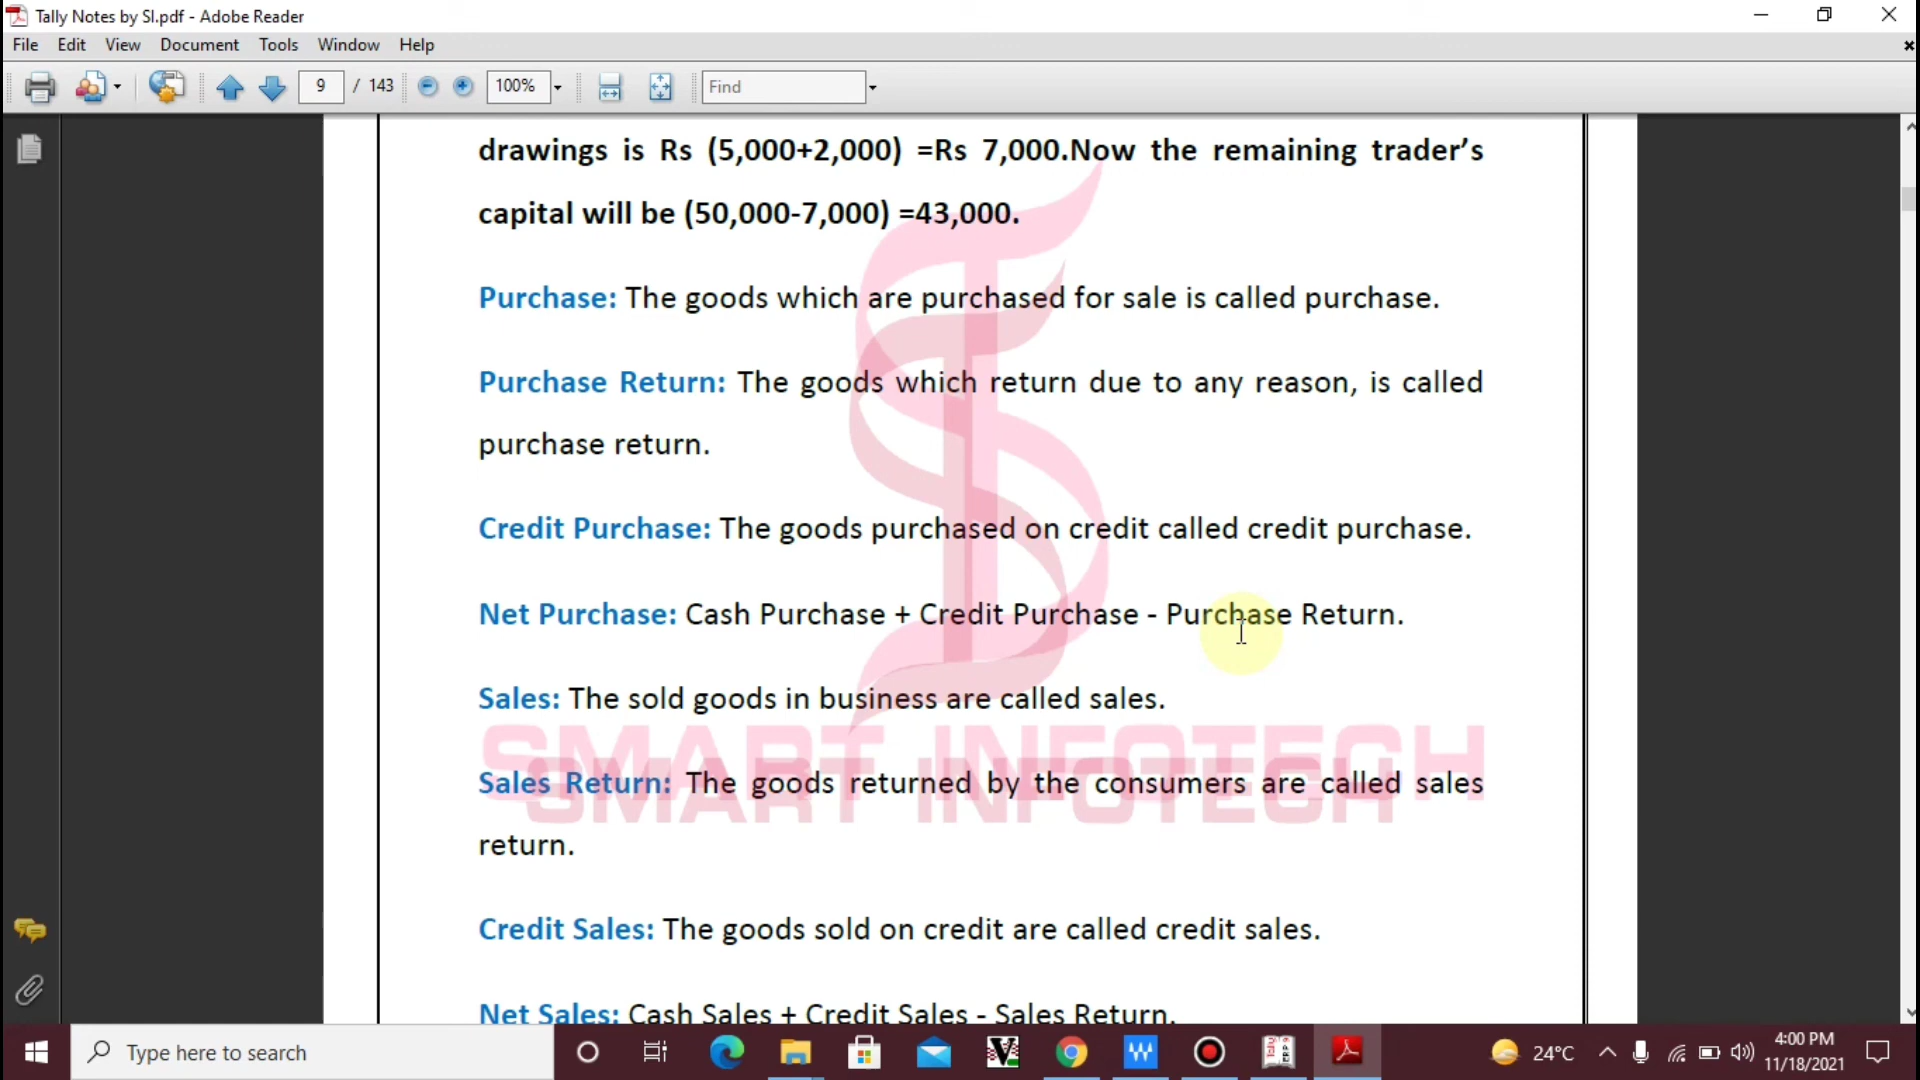 Tally Notes by SI.pdf - Adobe Reader
File Edit View Document Tools Window Help
9 / 143 100% Find
drawings is Rs (5,000+2,000) =Rs 7,000.Now the remaining trader’s
capital will be (50,000-7,000) =43,000.
Purchase: The goods which are purchased for sale is called purchase.
Purchase Return: The goods which return due to any reason, is called
purchase return.
Credit Purchase: The goods purchased on credit called credit purchase.
Net Purchase: Cash Purchase + Credit Purchase - Purchase Return.
Sales: The sold goods in business are called sales.
SMART INFOTECH
SMART INFOTECH
Sales Return: The goods returned by the consumers are called sales
return.
Credit Sales: The goods sold on credit are called credit sales.
Net Sales: Cash Sales + Credit Sales - Sales Return.
Type here to search
24°C
4:00 PM
11/18/2021